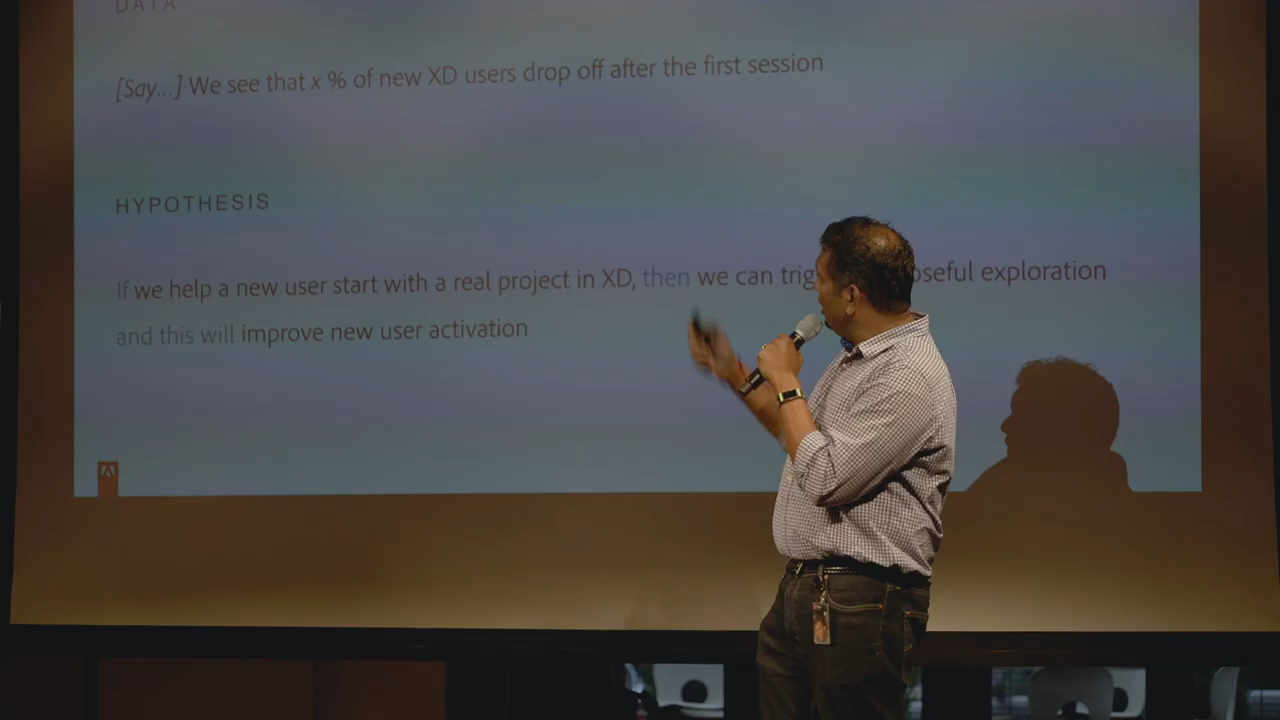 DATA
[Say...] We see that x % of new XD users drop off after the first session
HYPOTHESIS
If we help a new user start with a real project in XD, then we can trig oseful exploration
and this will improve new user activation